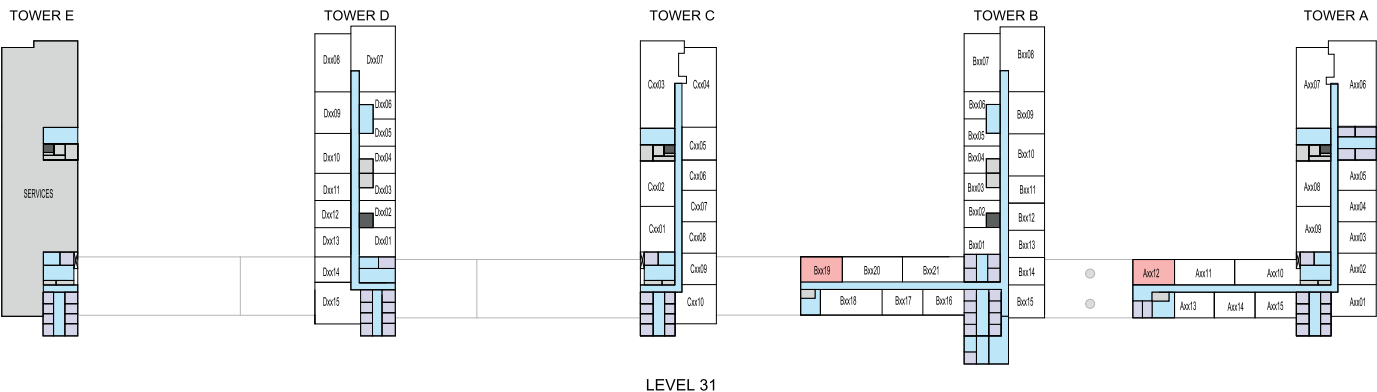 TOWER E
TOWER D
TOWER C
TOWER B
TOWER A
SERVICES
Dxx08
Dxx07
Dxx09
Dxx06
Dxx05
Dxx10
Dxx04
Dxx11
Dxx03
Dxx12
Dxx02
Dxx13
Dxx01
Dxx14
Dxx15
Cxx03
Cxx04
Cxx05
Cxx02
Cxx06
Cxx07
Cxx01
Cxx08
Cxx09
Cxx10
Bxx07
Bxx08
Bxx06
Bxx09
Bxx05
Bxx04
Bxx10
Bxx03
Bxx11
Bxx02
Bxx12
Bxx01
Bxx13
Bxx19
Bxx20
Bxx21
Bxx14
Bxx18
Bxx17
Bxx16
Bxx15
Axx07
Axx06
Axx08
Axx05
Axx04
Axx09
Axx03
Axx12
Axx11
Axx10
Axx02
Axx13
Axx14
Axx15
Axx01
LEVEL 31